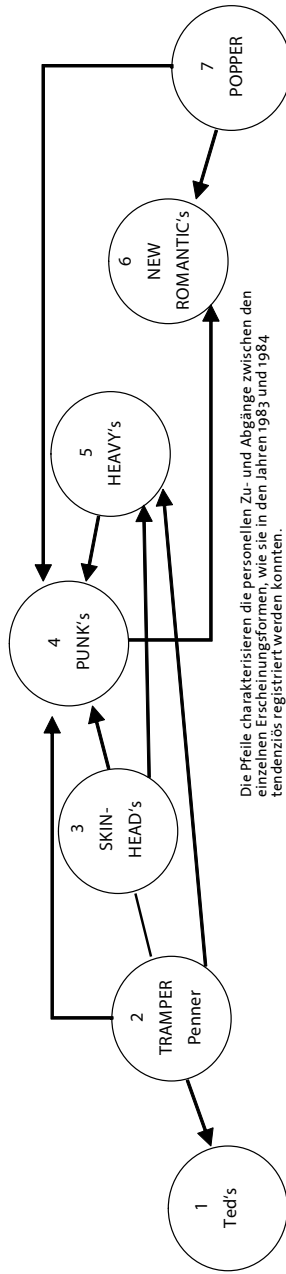 1
Ted's
2
TRAMPER
Penner
3
SKIN-
HEAD's
4
PUNK's
5
HEAVY's
6
NEW
ROMANTIC's
7
POPPER
Die Pfeile charakterisieren die personellen Zu- und Abgänge zwischen den
einzelnen Erscheinungsformen, wie sie in den Jahren 1983 und 1984
tendenziös registriert werden konnten.